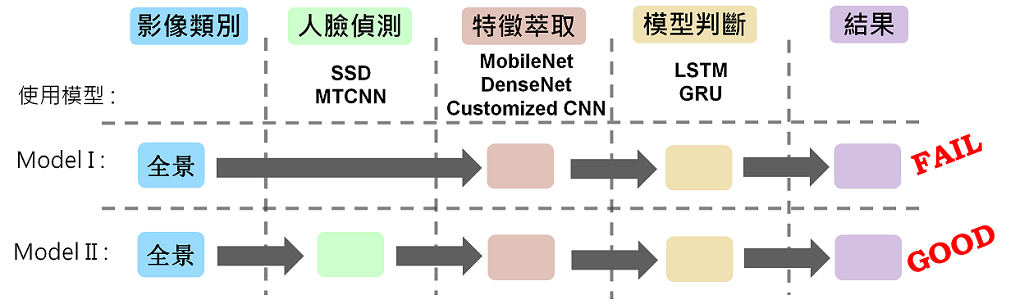 影像類別 人臉偵測 特徵萃取 模型判斷 結果
使用模型 :
SSD
MTCNN
MobileNet
DenseNet
Customized CNN
LSTM
GRU
Model I : 全景 FAIL
Model II : 全景 GOOD